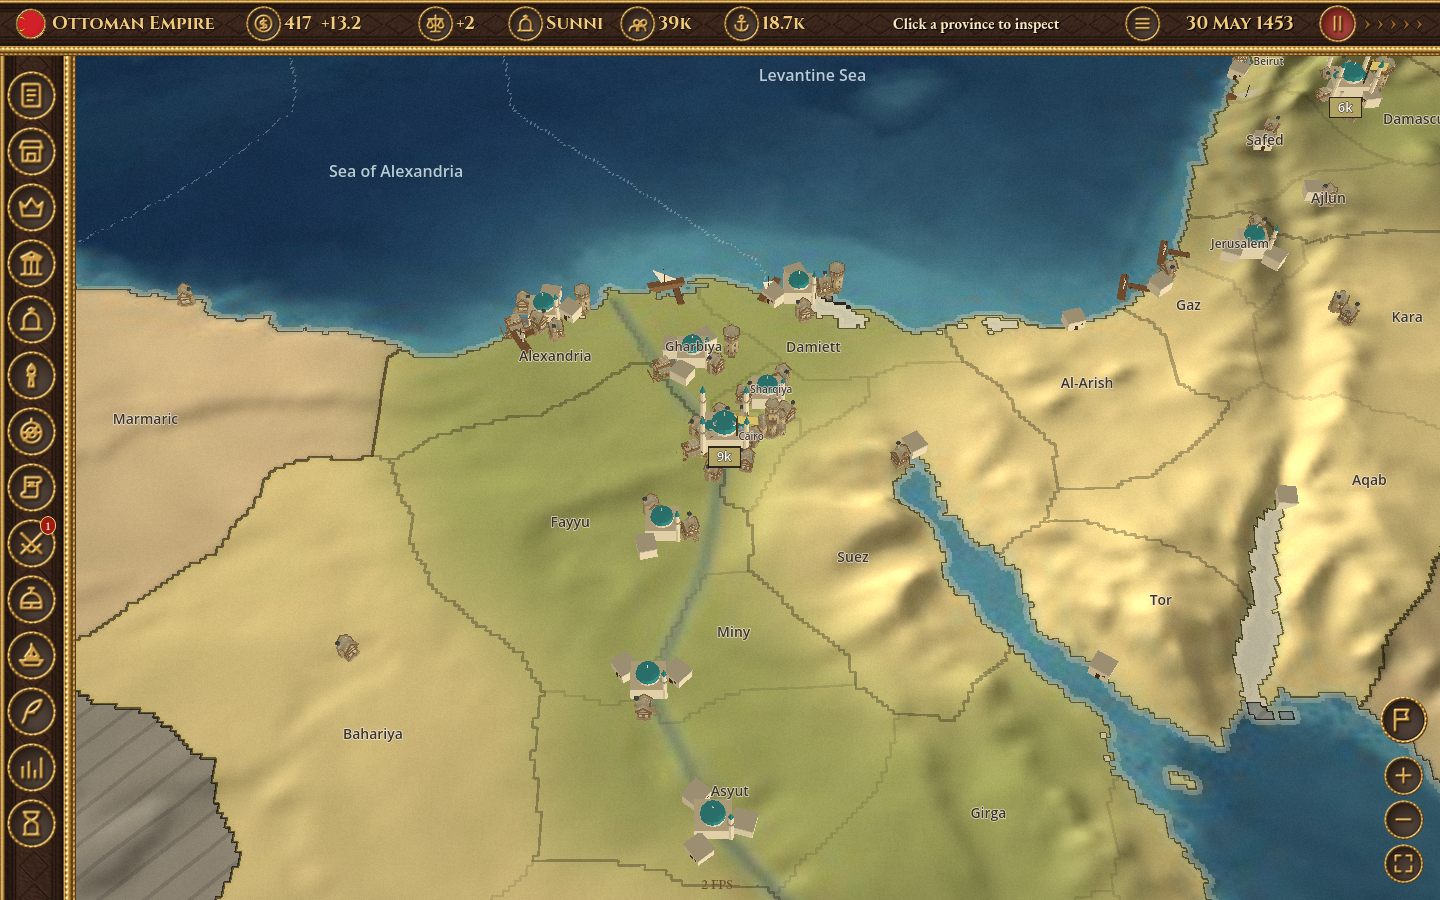 OTTOMAN EMPIRE 417 +13.2 +2 SUNNI 39K 18.7K Click a province to inspect 30 MAY 1453
Levantine Sea
Beirut
6k
Damascu
Safed
Sea of Alexandria
Ajlun
Jerusalem
Gaz
Kara
Gharbiya
Damiett
Alexandria
Al-Arish
Sharqiya
Marmaric
Cairo
9k
Aqab
Fayyu
1
Suez
Tor
Miny
Bahariya
Asyut
Girga
2 FPS